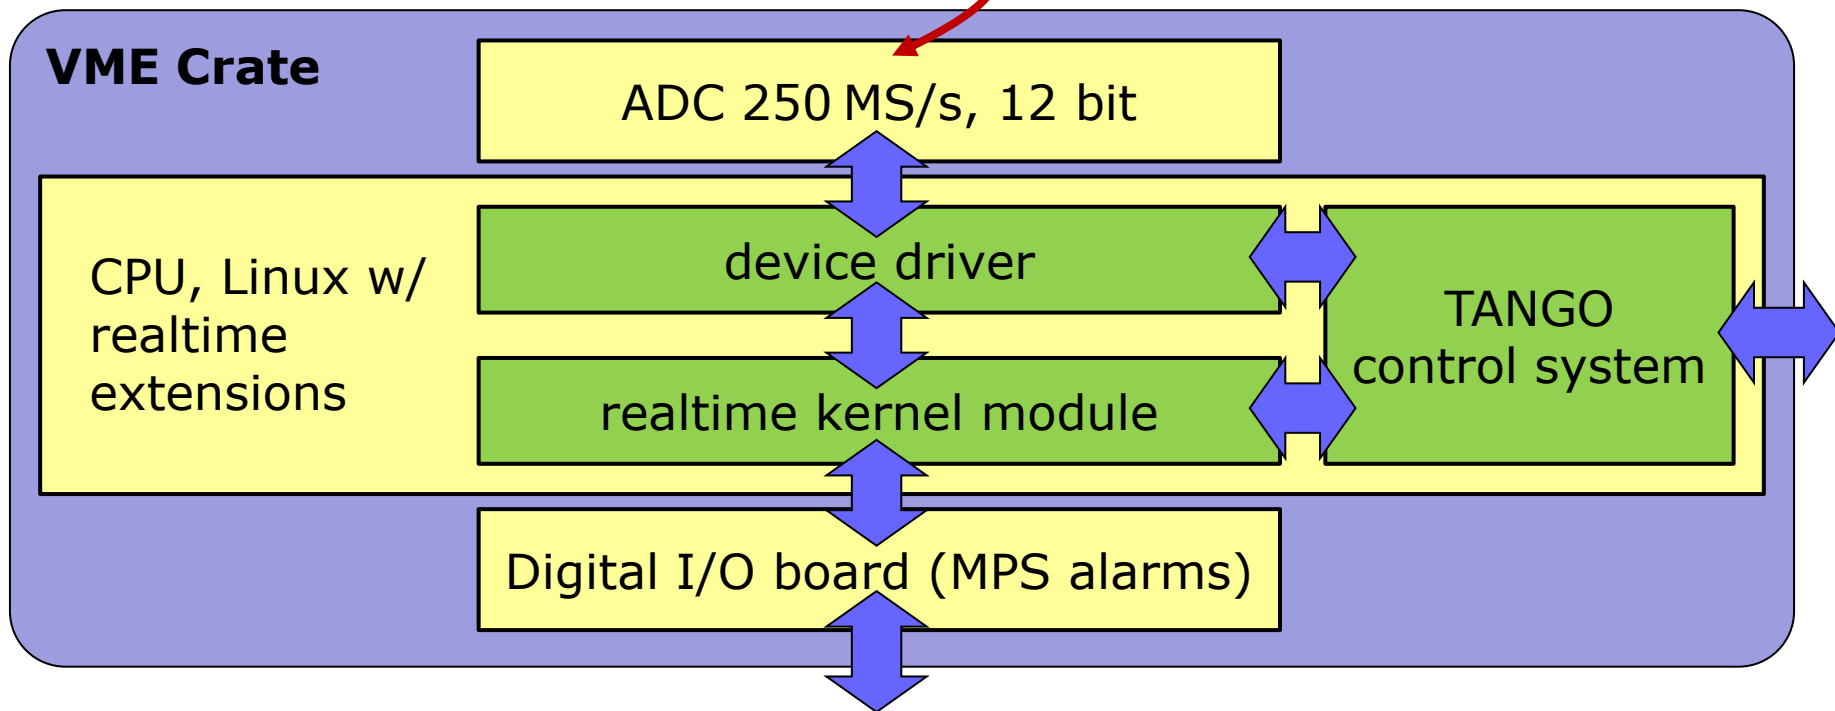 VME Crate
ADC 250 MS/s, 12 bit
CPU, Linux w/
realtime
extensions
device driver
realtime kernel module
TANGO
control system
Digital I/O board (MPS alarms)